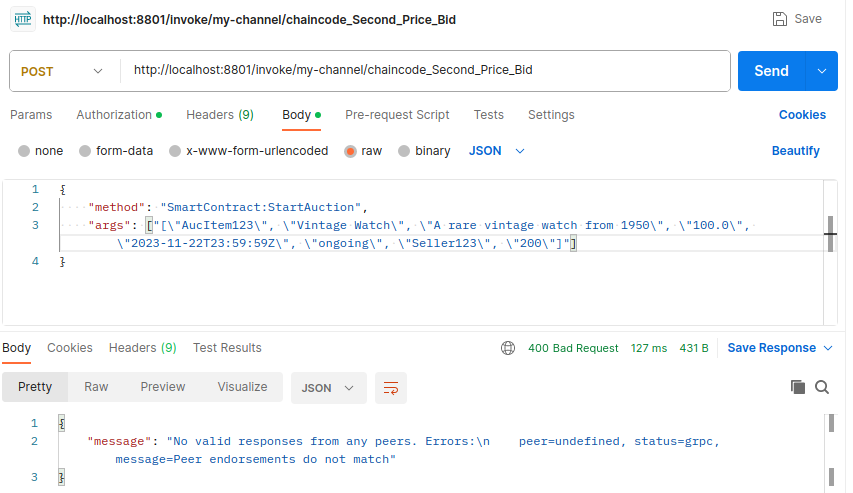 HTTP http://localhost:8801/invoke/my-channel/chaincode_Second_Price_Bid Save
POST http://localhost:8801/invoke/my-channel/chaincode_Second_Price_Bid Send
Params Authorization Headers (9) Body Pre-request Script Tests Settings Cookies
none form-data x-www-form-urlencoded raw binary JSON Beautify
1 {
2 ····"method": "SmartContract:StartAuction",
3 ····"args": ["[\"AucItem123\", \"Vintage·Watch\", \"A·rare·vintage·watch·from·1950\", \"100.0\",
\"2023-11-22T23:59:59Z\", \"ongoing\", \"Seller123\", \"200\"]"]
4 }
Body Cookies Headers (9) Test Results 400 Bad Request 127 ms 431 B Save Response
Pretty Raw Preview Visualize JSON
1 {
2 "message": "No valid responses from any peers. Errors:\n    peer=undefined, status=grpc,
message=Peer endorsements do not match"
3 }